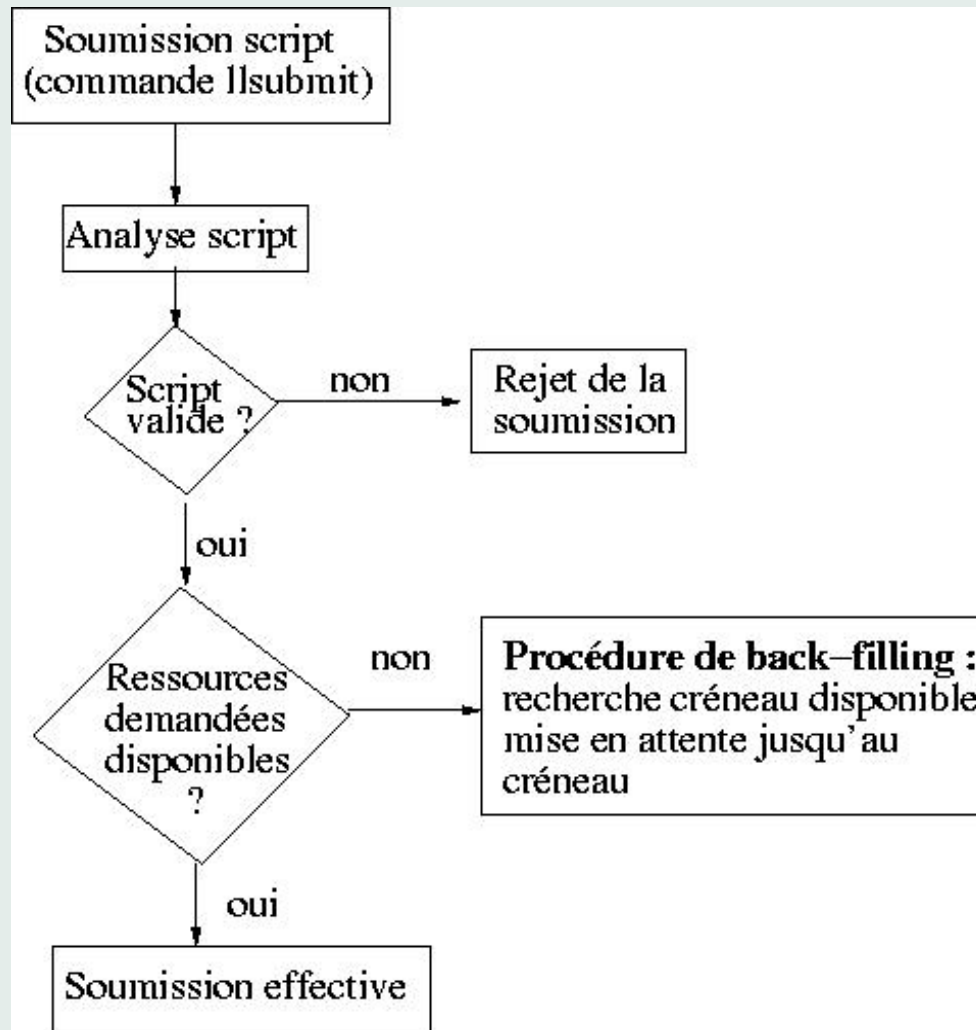 Soumission script
(commande llsubmit)
Analyse script
Script
valide ?
non
Rejet de la
soumission
oui
Ressources
demandées
disponibles
?
non
Procédure de back–filling :
recherche créneau disponible
mise en attente jusqu'au
créneau
oui
Soumission effective